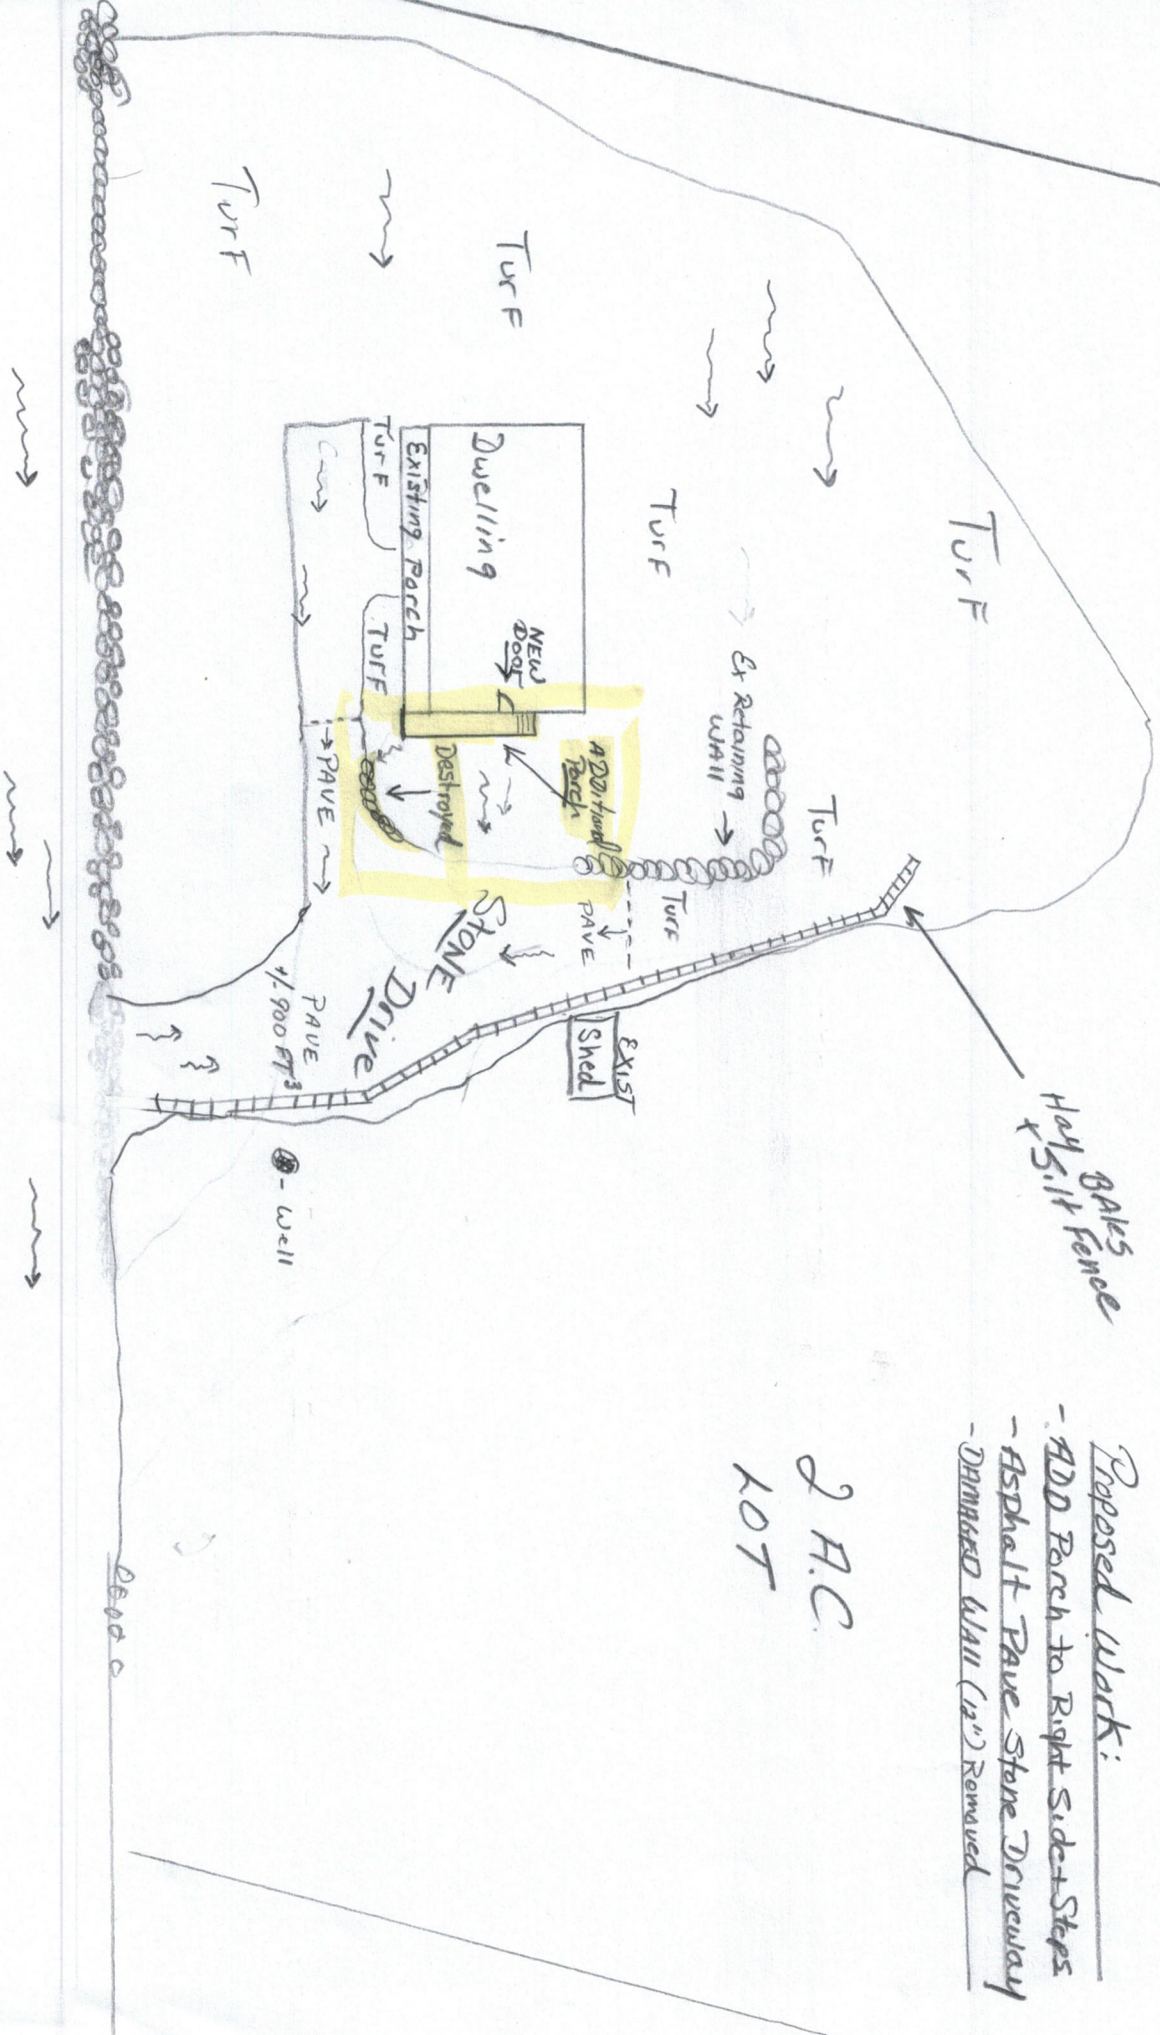 Proposed Work:
- ADD Porch to Right Side + Steps
- Asphalt Pave Stone Driveway
- DAMAGED WAll (12") Removed
2 A.C.
LOT
Hay BAles
+ Silt Fence
Turf
Turf
Turf
Turf
Turf
Ex Retaining
WAll
Turf
Dwelling
NEW
Door
Existing Porch
Turf
Turf
Additional
Porch
Destroyed
PAVE
PAVE
STONE
Drive
PAVE
+/- 900 FT³
EXIST
Shed
Well